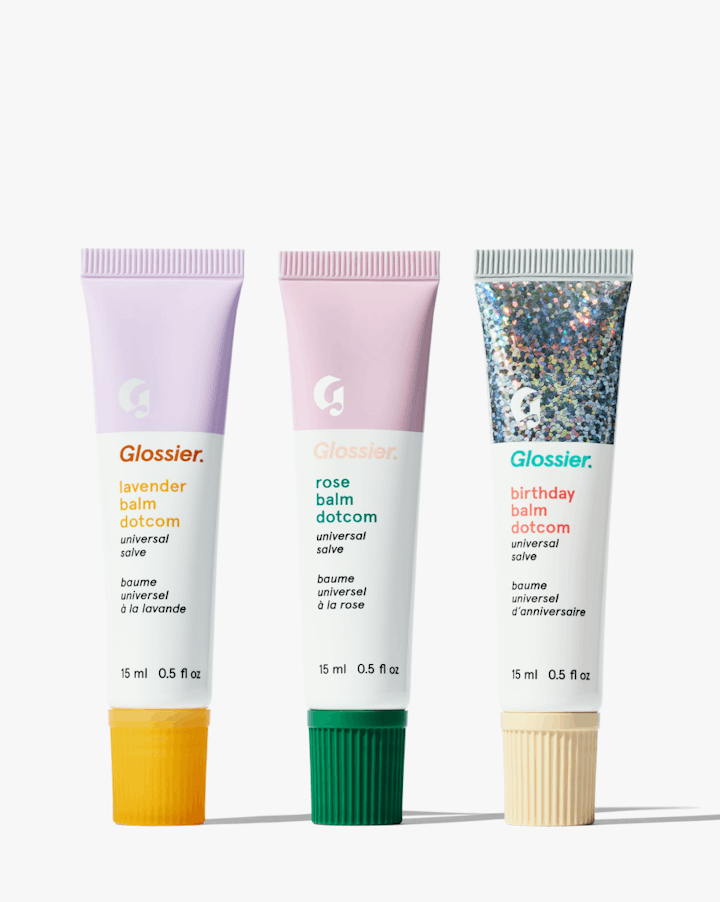 G
Glossier.
lavender
balm
dotcom
universal
salve
baume
universel
à la lavande
15 ml 0.5 fl oz
G
Glossier.
rose
balm
dotcom
universal
salve
baume
universel
à la rose
15 ml 0.5 fl oz
G
Glossier.
birthday
balm
dotcom
universal
salve
baume
universel
d'anniversaire
15 ml 0.5 fl oz